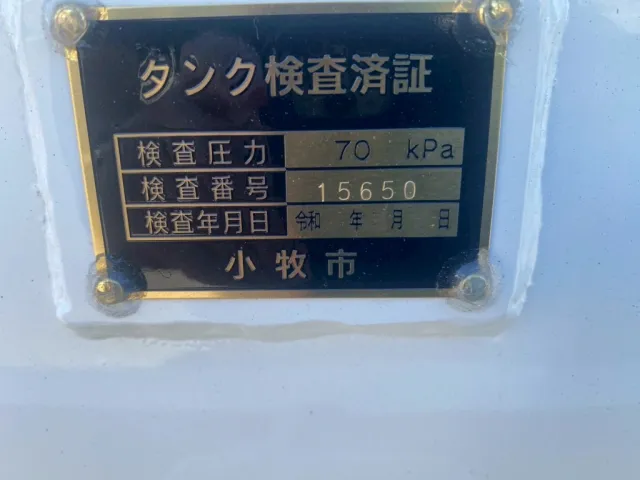 タンク検査済証
検査圧力 70 kPa
検査番号 15650
検査年月日 令和 年 月 日
小牧市